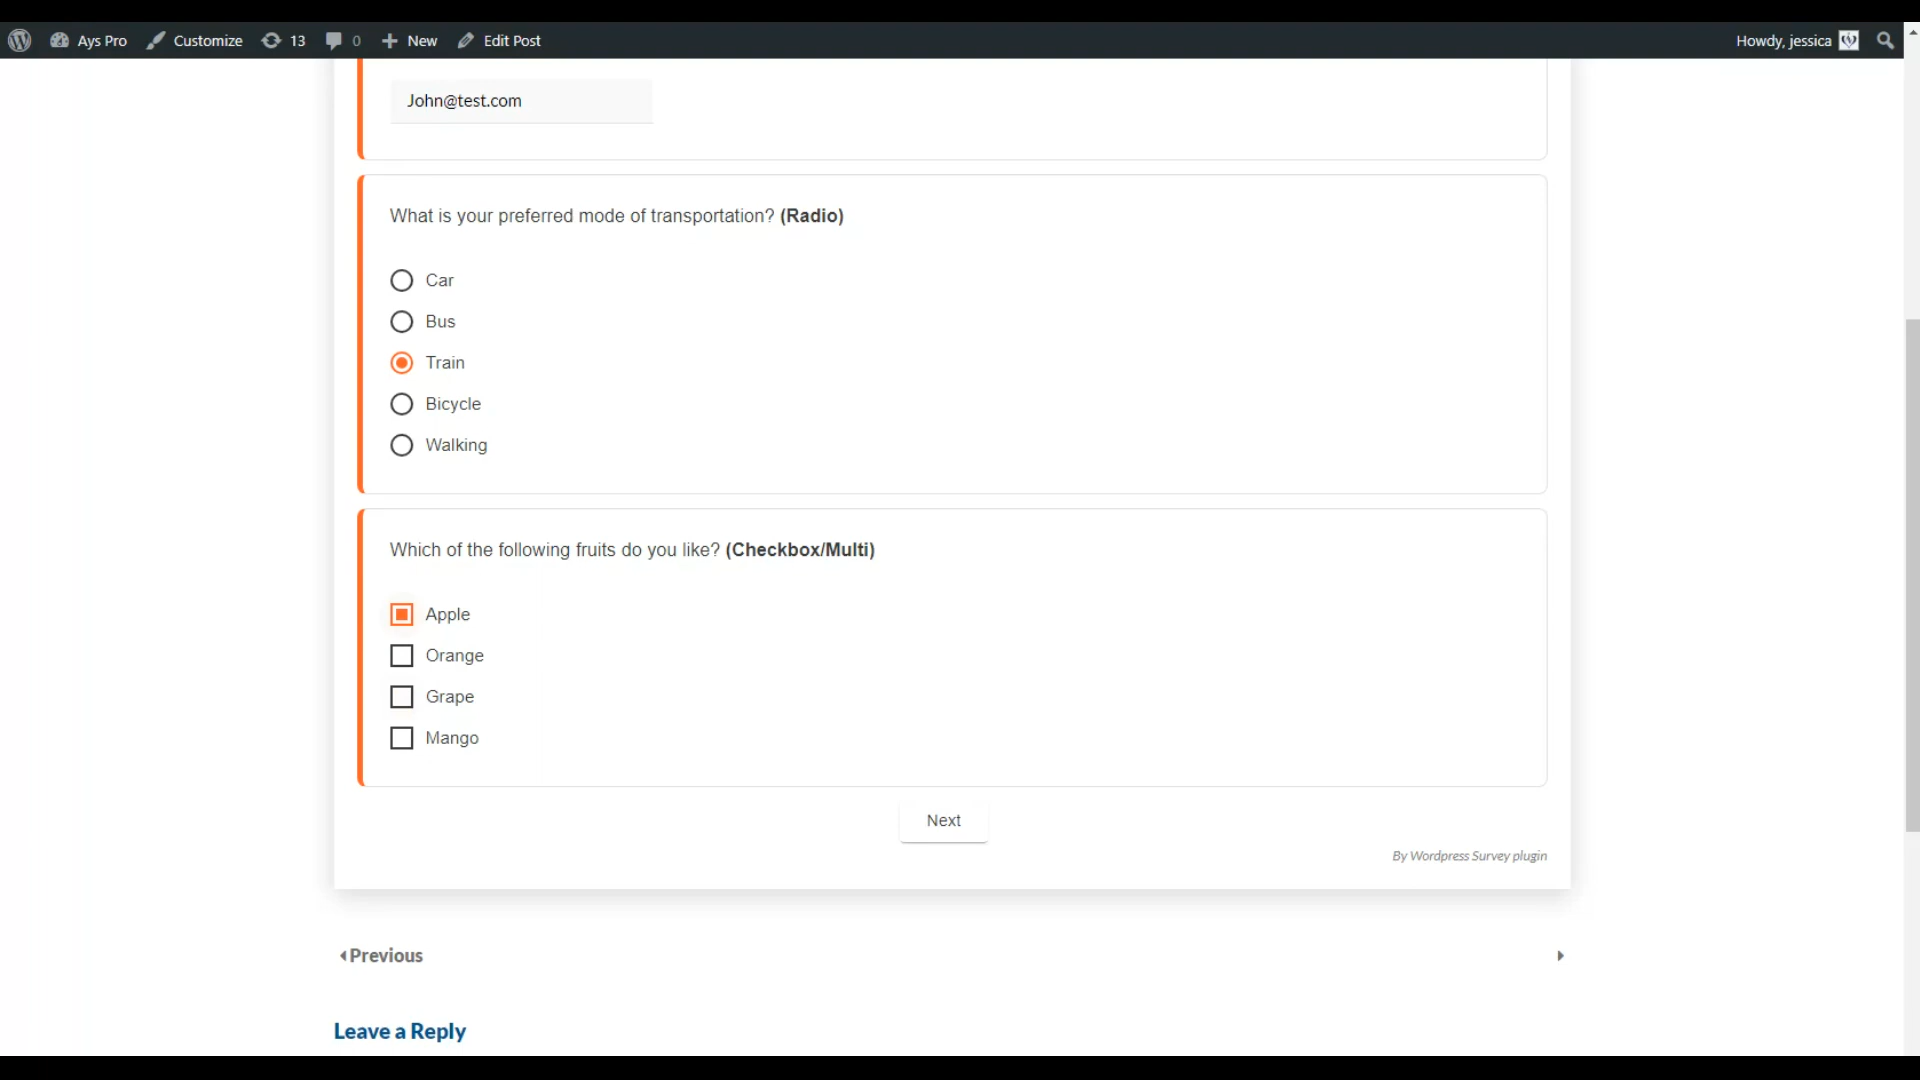 Ays Pro Customize 13 0 New Edit Post Howdy, jessica
John@test.com
What is your preferred mode of transportation? (Radio)
Car
Bus
Train
Bicycle
Walking
Which of the following fruits do you like? (Checkbox/Multi)
Apple
Orange
Grape
Mango
Next
By Wordpress Survey plugin
Previous
Leave a Reply